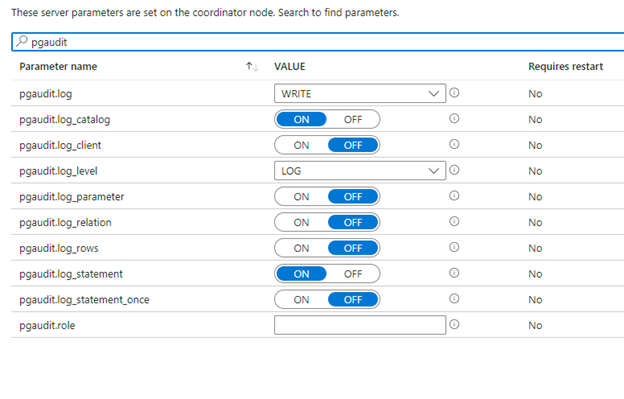 These server parameters are set on the coordinator node. Search to find parameters.
pgaudit
Parameter name VALUE Requires restart
pgaudit.log WRITE No
pgaudit.log_catalog ON OFF No
pgaudit.log_client ON OFF No
pgaudit.log_level LOG No
pgaudit.log_parameter ON OFF No
pgaudit.log_relation ON OFF No
pgaudit.log_rows ON OFF No
pgaudit.log_statement ON OFF No
pgaudit.log_statement_once ON OFF No
pgaudit.role No